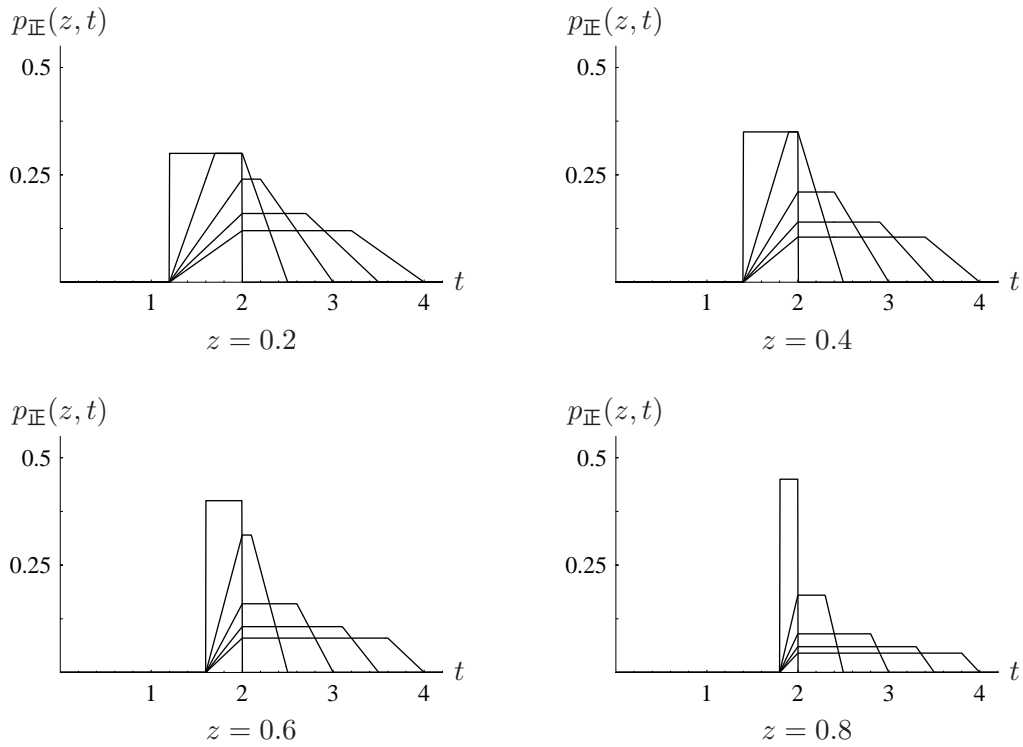 p正(z, t)
0.5
0.25
1 2 3 4 t
z = 0.2
p正(z, t)
0.5
0.25
1 2 3 4 t
z = 0.4
p正(z, t)
0.5
0.25
1 2 3 4 t
z = 0.6
p正(z, t)
0.5
0.25
1 2 3 4 t
z = 0.8